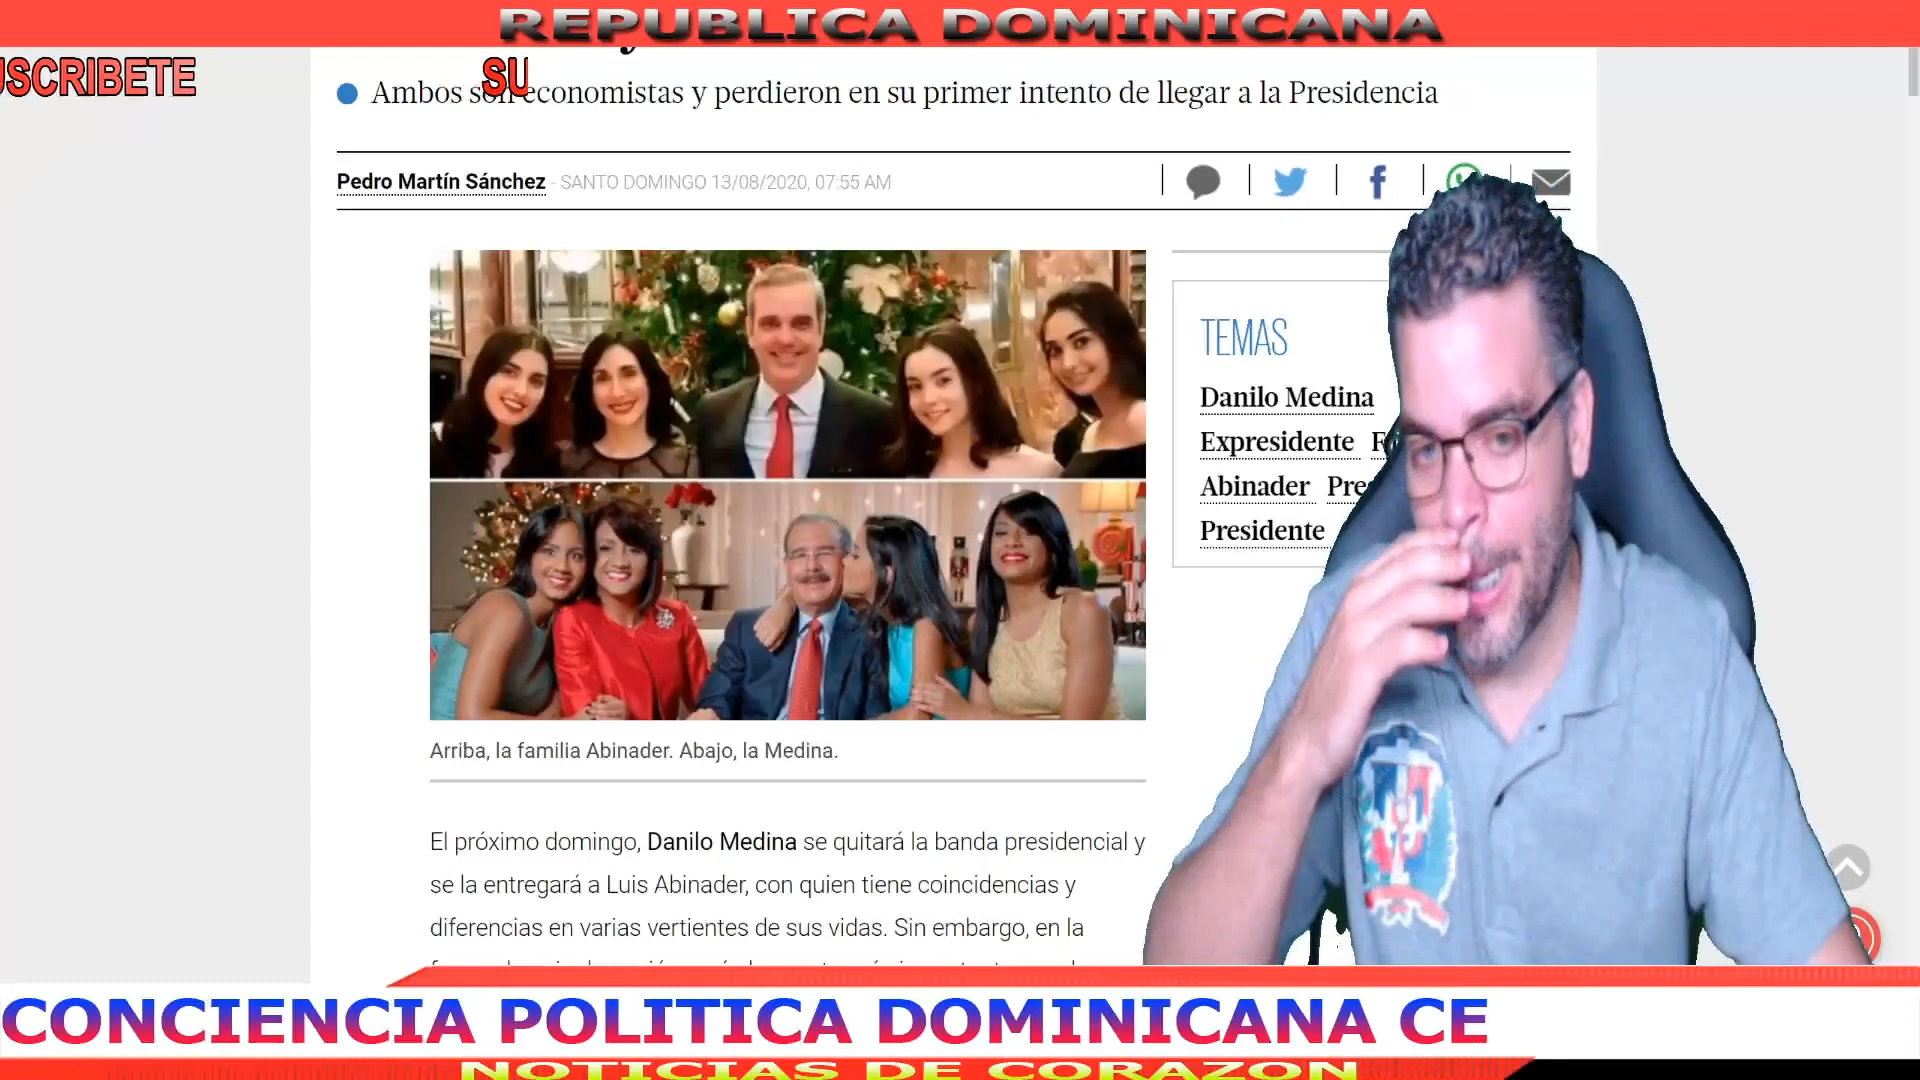 REPUBLICA DOMINICANA
USCRIBETE
SU
Ambos son economistas y perdieron en su primer intento de llegar a la Presidencia
Pedro Martín Sánchez - SANTO DOMINGO 13/08/2020, 07:55 AM
TEMAS
Danilo Medina
Expresidente F
Abinader Pre
Presidente
Arriba, la familia Abinader. Abajo, la Medina.
El próximo domingo, Danilo Medina se quitará la banda presidencial y
se la entregará a Luis Abinader, con quien tiene coincidencias y
diferencias en varias vertientes de sus vidas. Sin embargo, en la
CONCIENCIA POLITICA DOMINICANA CE
NOTICIAS DE CORAZON